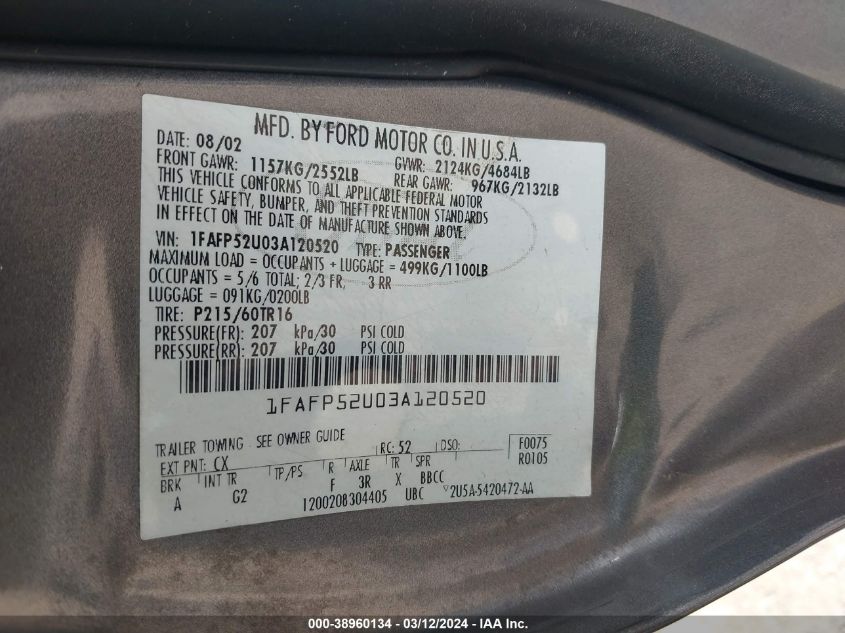 MFD. BY FORD MOTOR CO. IN U.S.A.
DATE: 08/02 GVWR: 2124KG/4684LB
FRONT GAWR: 1157KG/2552LB REAR GAWR: 967KG/2132LB
THIS VEHICLE CONFORMS TO ALL APPLICABLE FEDERAL MOTOR
VEHICLE SAFETY, BUMPER, AND THEFT PREVENTION STANDARDS
IN EFFECT ON THE DATE OF MANUFACTURE SHOWN ABOVE.
VIN: 1FAFP52U03A120520 TYPE: PASSENGER
MAXIMUM LOAD = OCCUPANTS + LUGGAGE = 499KG/1100LB
OCCUPANTS = 5/6 TOTAL; 2/3 FR, 3 RR
LUGGAGE = 091KG/0200LB
TIRE: P215/60TR16
PRESSURE(FR) 207 kPa/30 PSI COLD
PRESSURE(RR) 207 kPa/30 PSI COLD
1FAFP52U03A120520
TRAILER TOWING - SEE OWNER GUIDE
EXT PNT: CX RC: 52 DSO: F0075
R0105
BRK INT TR TP/PS R AXLE TR SPR
A G2 F 3R X BBCC
1200208304405 UBC 2U5A-5420472-AA
000-38960134 - 03/12/2024 - IAA Inc.